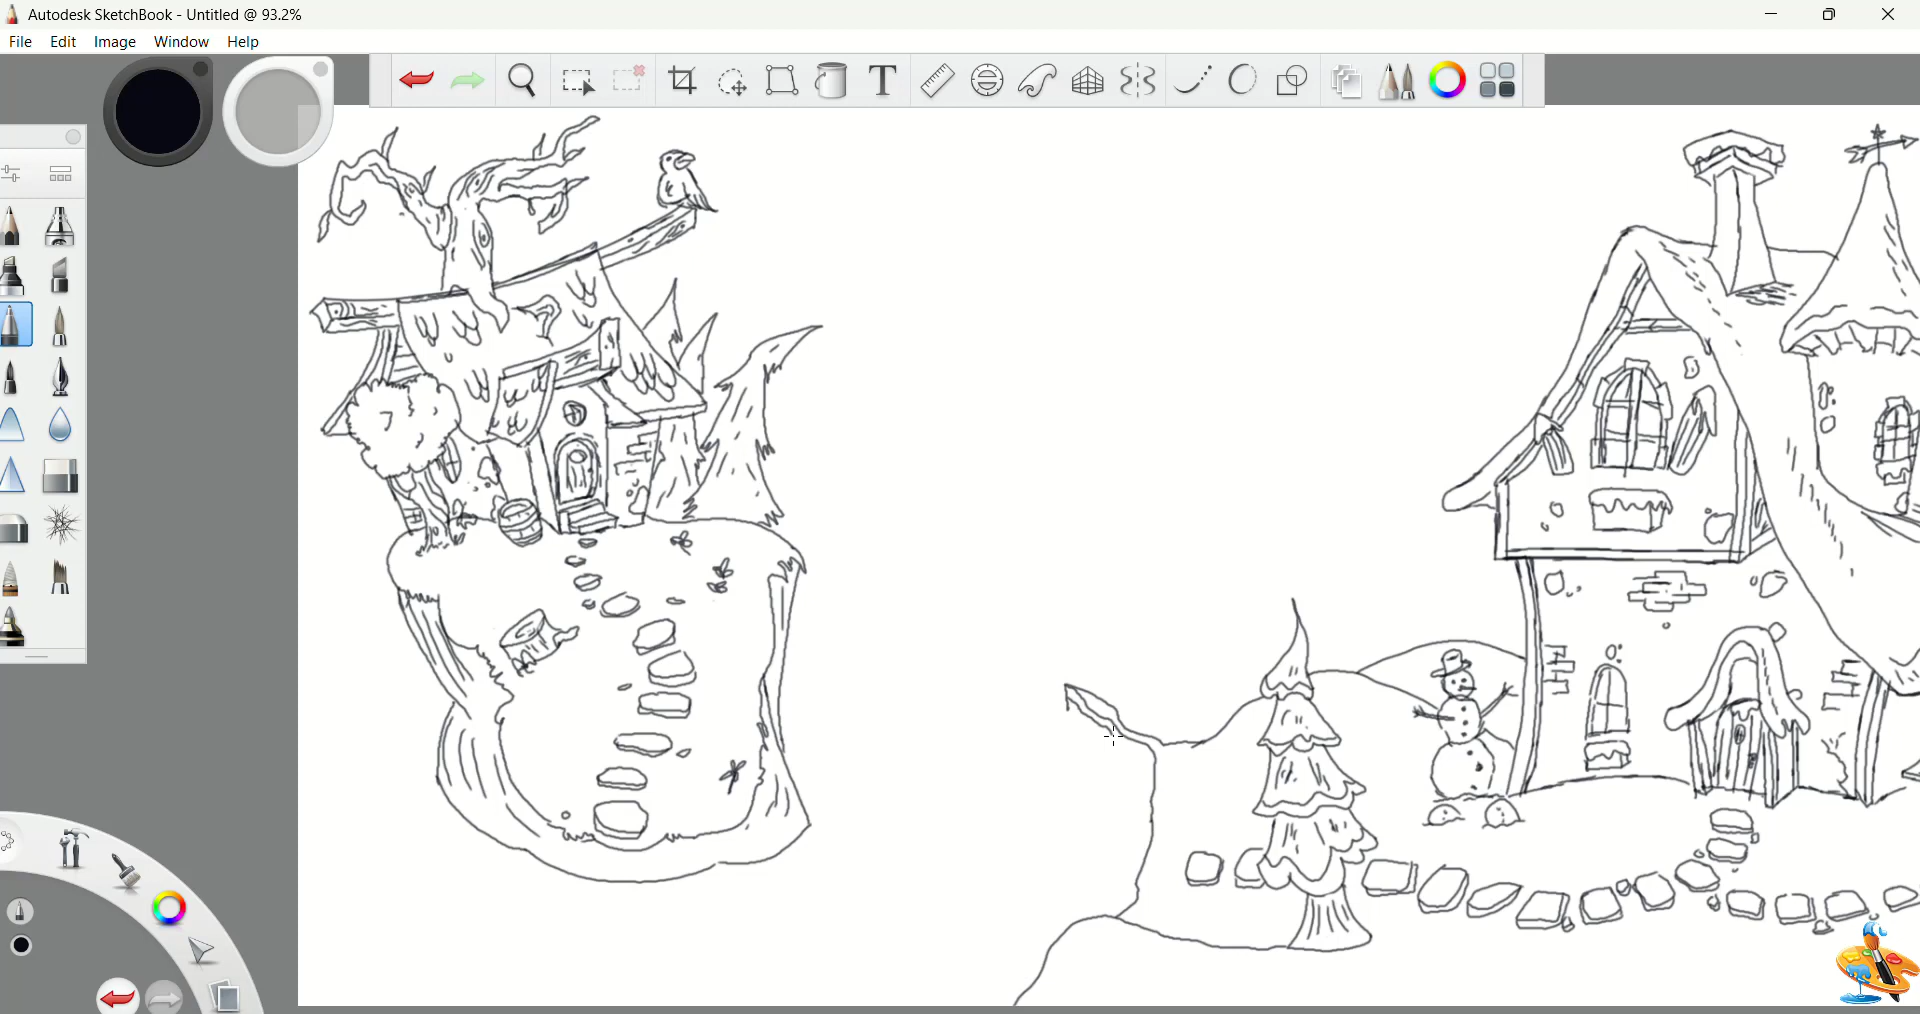 Autodesk SketchBook - Untitled @ 93.2%
File Edit Image Window Help
T